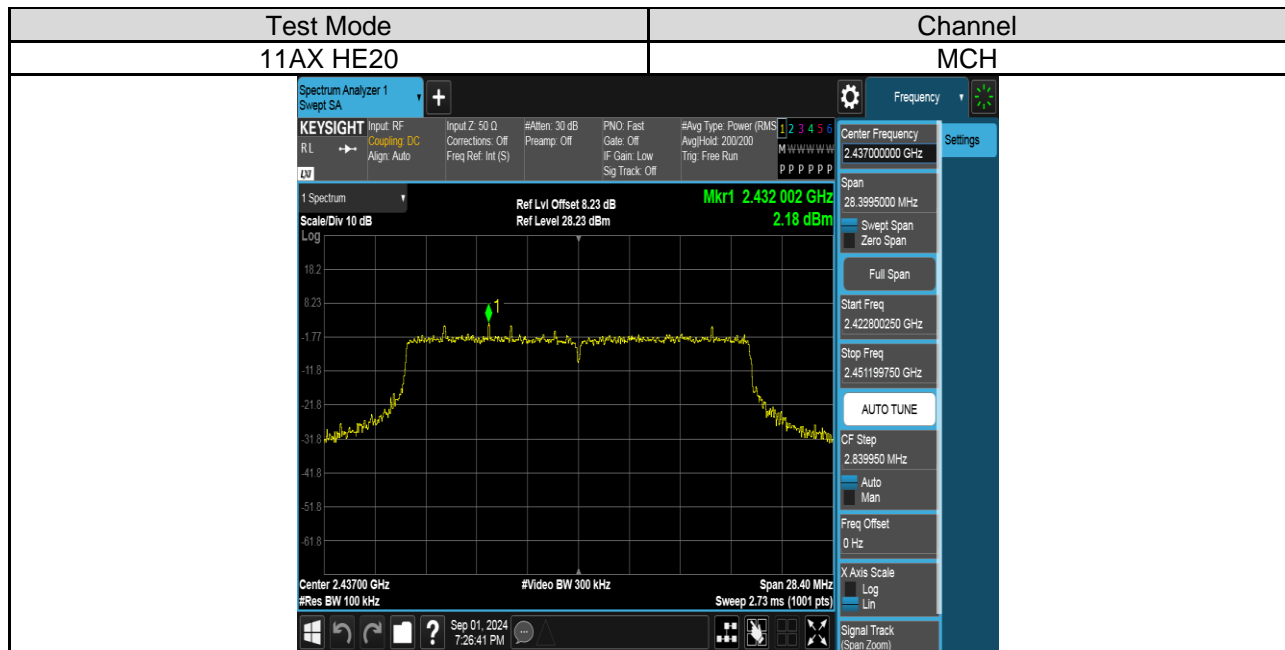 Test Mode Channel
11AX HE20 MCH
Spectrum Analyzer 1
Swept SA
Frequency
KEYSIGHT
RL
LXI
Input: RF
Coupling: DC
Align: Auto
Input Z: 50 Ω
Corrections: Off
Freq Ref: Int (S)
#Atten: 30 dB
Preamp: Off
PNO: Fast
Gate: Off
IF Gain: Low
Sig Track: Off
#Avg Type: Power (RMS
Avg|Hold: 200/200
Trig: Free Run
1 2 3 4 5 6
M W W W W W
P P P P P P
1 Spectrum
Scale/Div 10 dB
Log
Ref Lvl Offset 8.23 dB
Ref Level 28.23 dBm
Mkr1 2.432 002 GHz
2.18 dBm
18.2
8.23
-1.77
-11.8
-21.8
-31.8
-41.8
-51.8
-61.8
1
Center 2.43700 GHz
#Res BW 100 kHz
#Video BW 300 kHz
Span 28.40 MHz
Sweep 2.73 ms (1001 pts)
Sep 01, 2024
7:26:41 PM
Center Frequency
2.437000000 GHz
Span
28.3995000 MHz
Swept Span
Zero Span
Full Span
Start Freq
2.422800250 GHz
Stop Freq
2.451199750 GHz
AUTO TUNE
CF Step
2.839950 MHz
Auto
Man
Freq Offset
0 Hz
X Axis Scale
Log
Lin
Signal Track
(Span Zoom)
Settings